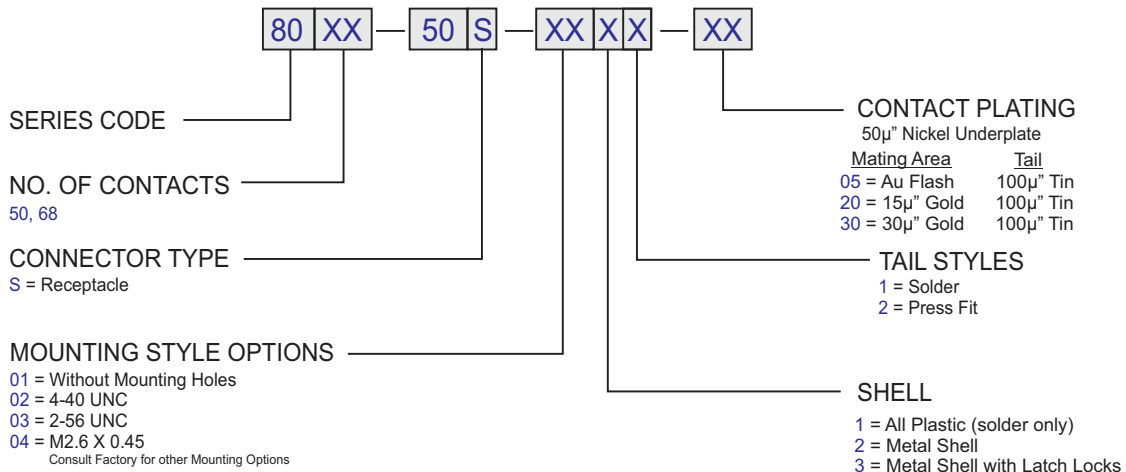 80 XX — 50 S — XX X X — XX
SERIES CODE
NO. OF CONTACTS
50, 68
CONNECTOR TYPE
S = Receptacle
MOUNTING STYLE OPTIONS
01 = Without Mounting Holes
02 = 4-40 UNC
03 = 2-56 UNC
04 = M2.6 X 0.45
Consult Factory for other Mounting Options
CONTACT PLATING
50µ” Nickel Underplate
Mating Area Tail
05 = Au Flash 100µ” Tin
20 = 15µ” Gold 100µ” Tin
30 = 30µ” Gold 100µ” Tin
TAIL STYLES
1 = Solder
2 = Press Fit
SHELL
1 = All Plastic (solder only)
2 = Metal Shell
3 = Metal Shell with Latch Locks